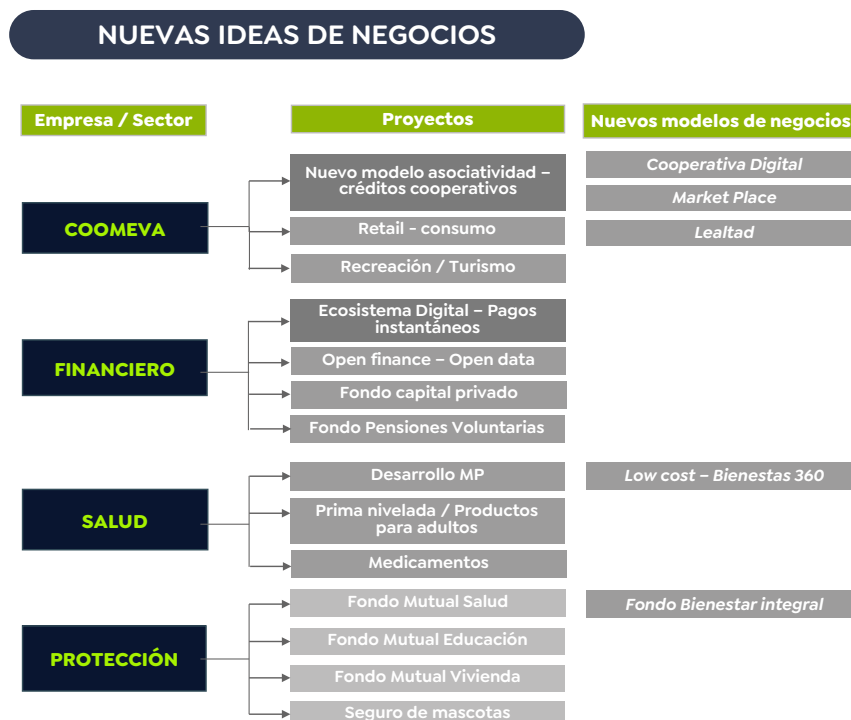 NUEVAS IDEAS DE NEGOCIOS
Empresa / Sector
Proyectos
Nuevos modelos de negocios
COOMEVA
Nuevo modelo asociatividad –
créditos cooperativos
Retail - consumo
Recreación / Turismo
Cooperativa Digital
Market Place
Lealtad
FINANCIERO
Ecosistema Digital – Pagos
instantáneos
Open finance – Open data
Fondo capital privado
Fondo Pensiones Voluntarias
SALUD
Desarrollo MP
Prima nivelada / Productos
para adultos
Medicamentos
Low cost – Bienestas 360
PROTECCIÓN
Fondo Mutual Salud
Fondo Mutual Educación
Fondo Mutual Vivienda
Seguro de mascotas
Fondo Bienestar integral